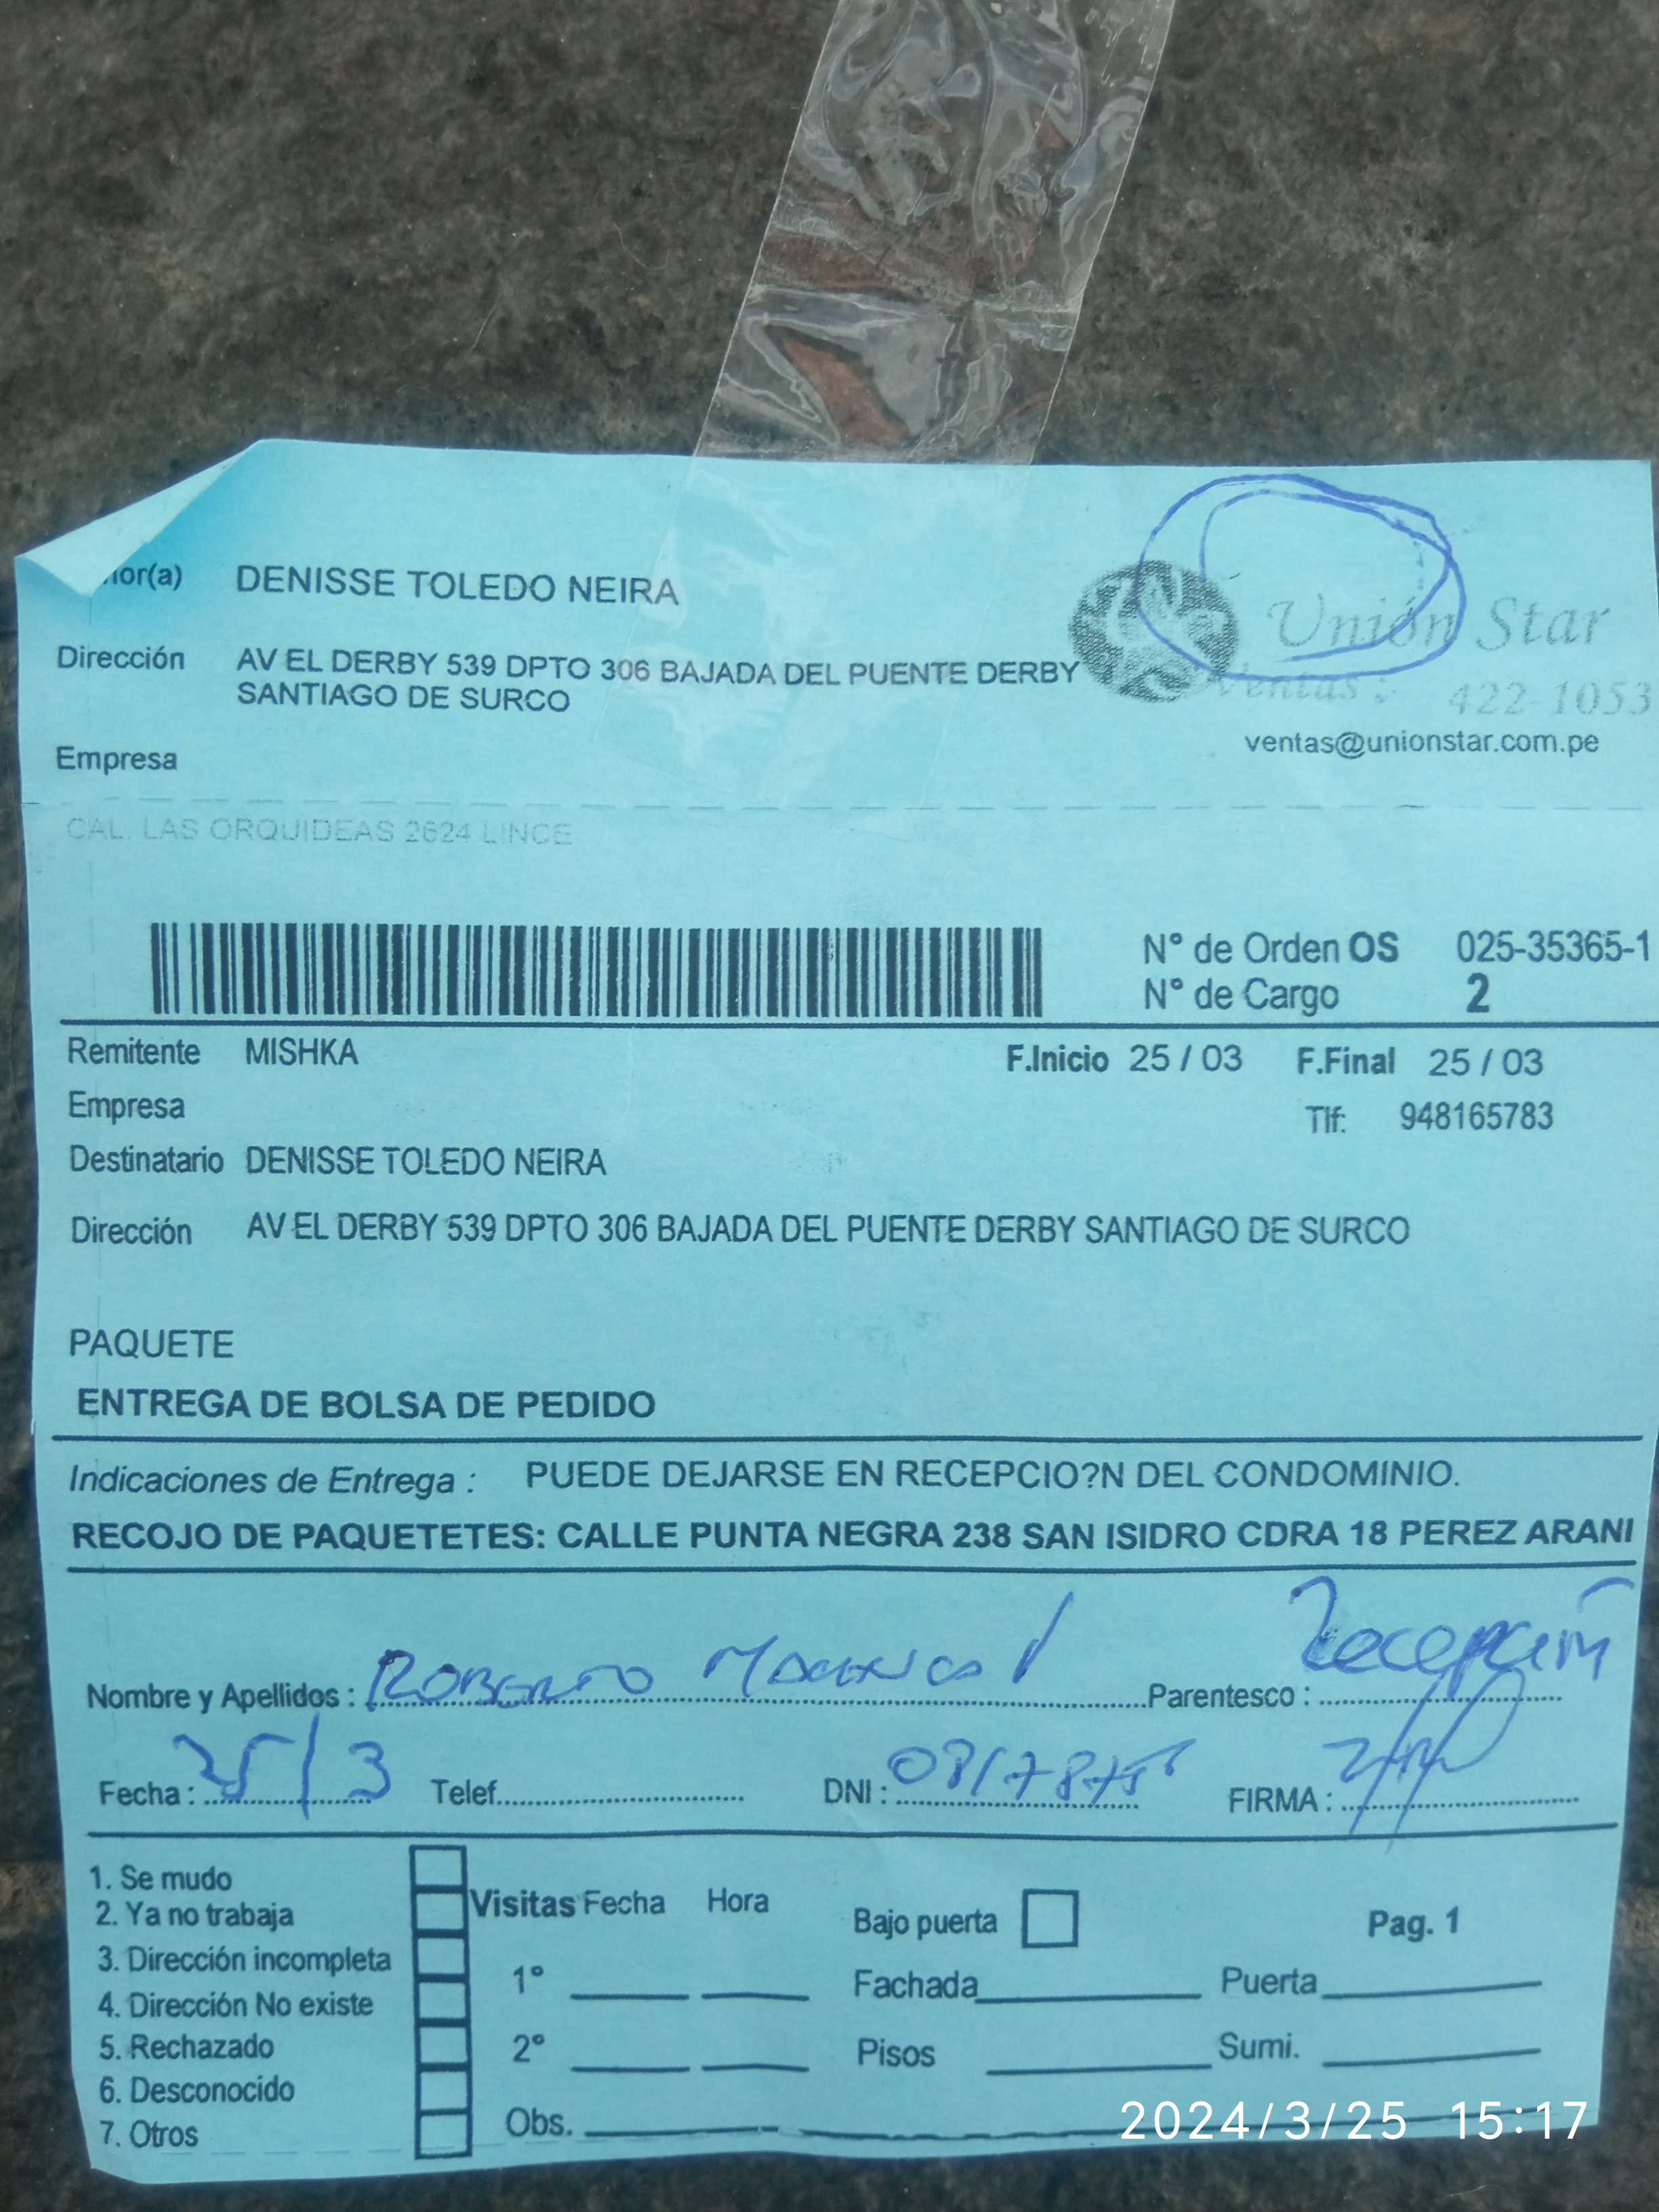 ñor(a) DENISSE TOLEDO NEIRA
Dirección AV EL DERBY 539 DPTO 306 BAJADA DEL PUENTE DERBY
SANTIAGO DE SURCO
Unión Star
Ventas : 422-1053
ventas@unionstar.com.pe
Empresa
CAL. LAS ORQUIDEAS 2624 LINCE
N° de Orden OS 025-35365-1
N° de Cargo 2
Remitente MISHKA F.Inicio 25 / 03 F.Final 25 / 03
Empresa Tlf: 948165783
Destinatario DENISSE TOLEDO NEIRA
Dirección AV EL DERBY 539 DPTO 306 BAJADA DEL PUENTE DERBY SANTIAGO DE SURCO
PAQUETE
ENTREGA DE BOLSA DE PEDIDO
Indicaciones de Entrega : PUEDE DEJARSE EN RECEPCIO?N DEL CONDOMINIO.
RECOJO DE PAQUETETES: CALLE PUNTA NEGRA 238 SAN ISIDRO CDRA 18 PEREZ ARANI
Nombre y Apellidos : ROBERTO Parentesco : Recepción
Fecha : 25/3 Telef. DNI : FIRMA :
1. Se mudo
2. Ya no trabaja
3. Dirección incompleta
4. Dirección No existe
5. Rechazado
6. Desconocido
7. Otros
Visitas Fecha Hora
1°
2°
Obs.
Bajo puerta Pag. 1
Fachada Puerta
Pisos Sumi.
2024/3/25 15:17